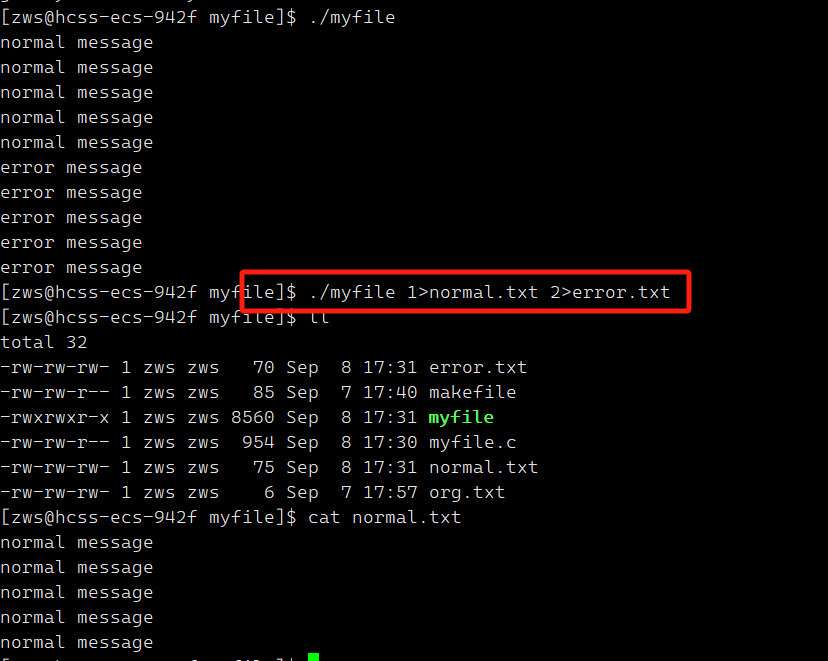 [zws@hcss-ecs-942f myfile]$ ./myfile
normal message
normal message
normal message
normal message
normal message
error message
error message
error message
error message
error message
[zws@hcss-ecs-942f myfile]$ ./myfile 1>normal.txt 2>error.txt
[zws@hcss-ecs-942f myfile]$ ll
total 32
-rw-rw-rw- 1 zws zws   70 Sep  8 17:31 error.txt
-rw-rw-r-- 1 zws zws   85 Sep  7 17:40 makefile
-rwxrwxr-x 1 zws zws 8560 Sep  8 17:31 myfile
-rw-rw-r-- 1 zws zws  954 Sep  8 17:30 myfile.c
-rw-rw-rw- 1 zws zws   75 Sep  8 17:31 normal.txt
-rw-rw-rw- 1 zws zws    6 Sep  7 17:57 org.txt
[zws@hcss-ecs-942f myfile]$ cat normal.txt
normal message
normal message
normal message
normal message
normal message